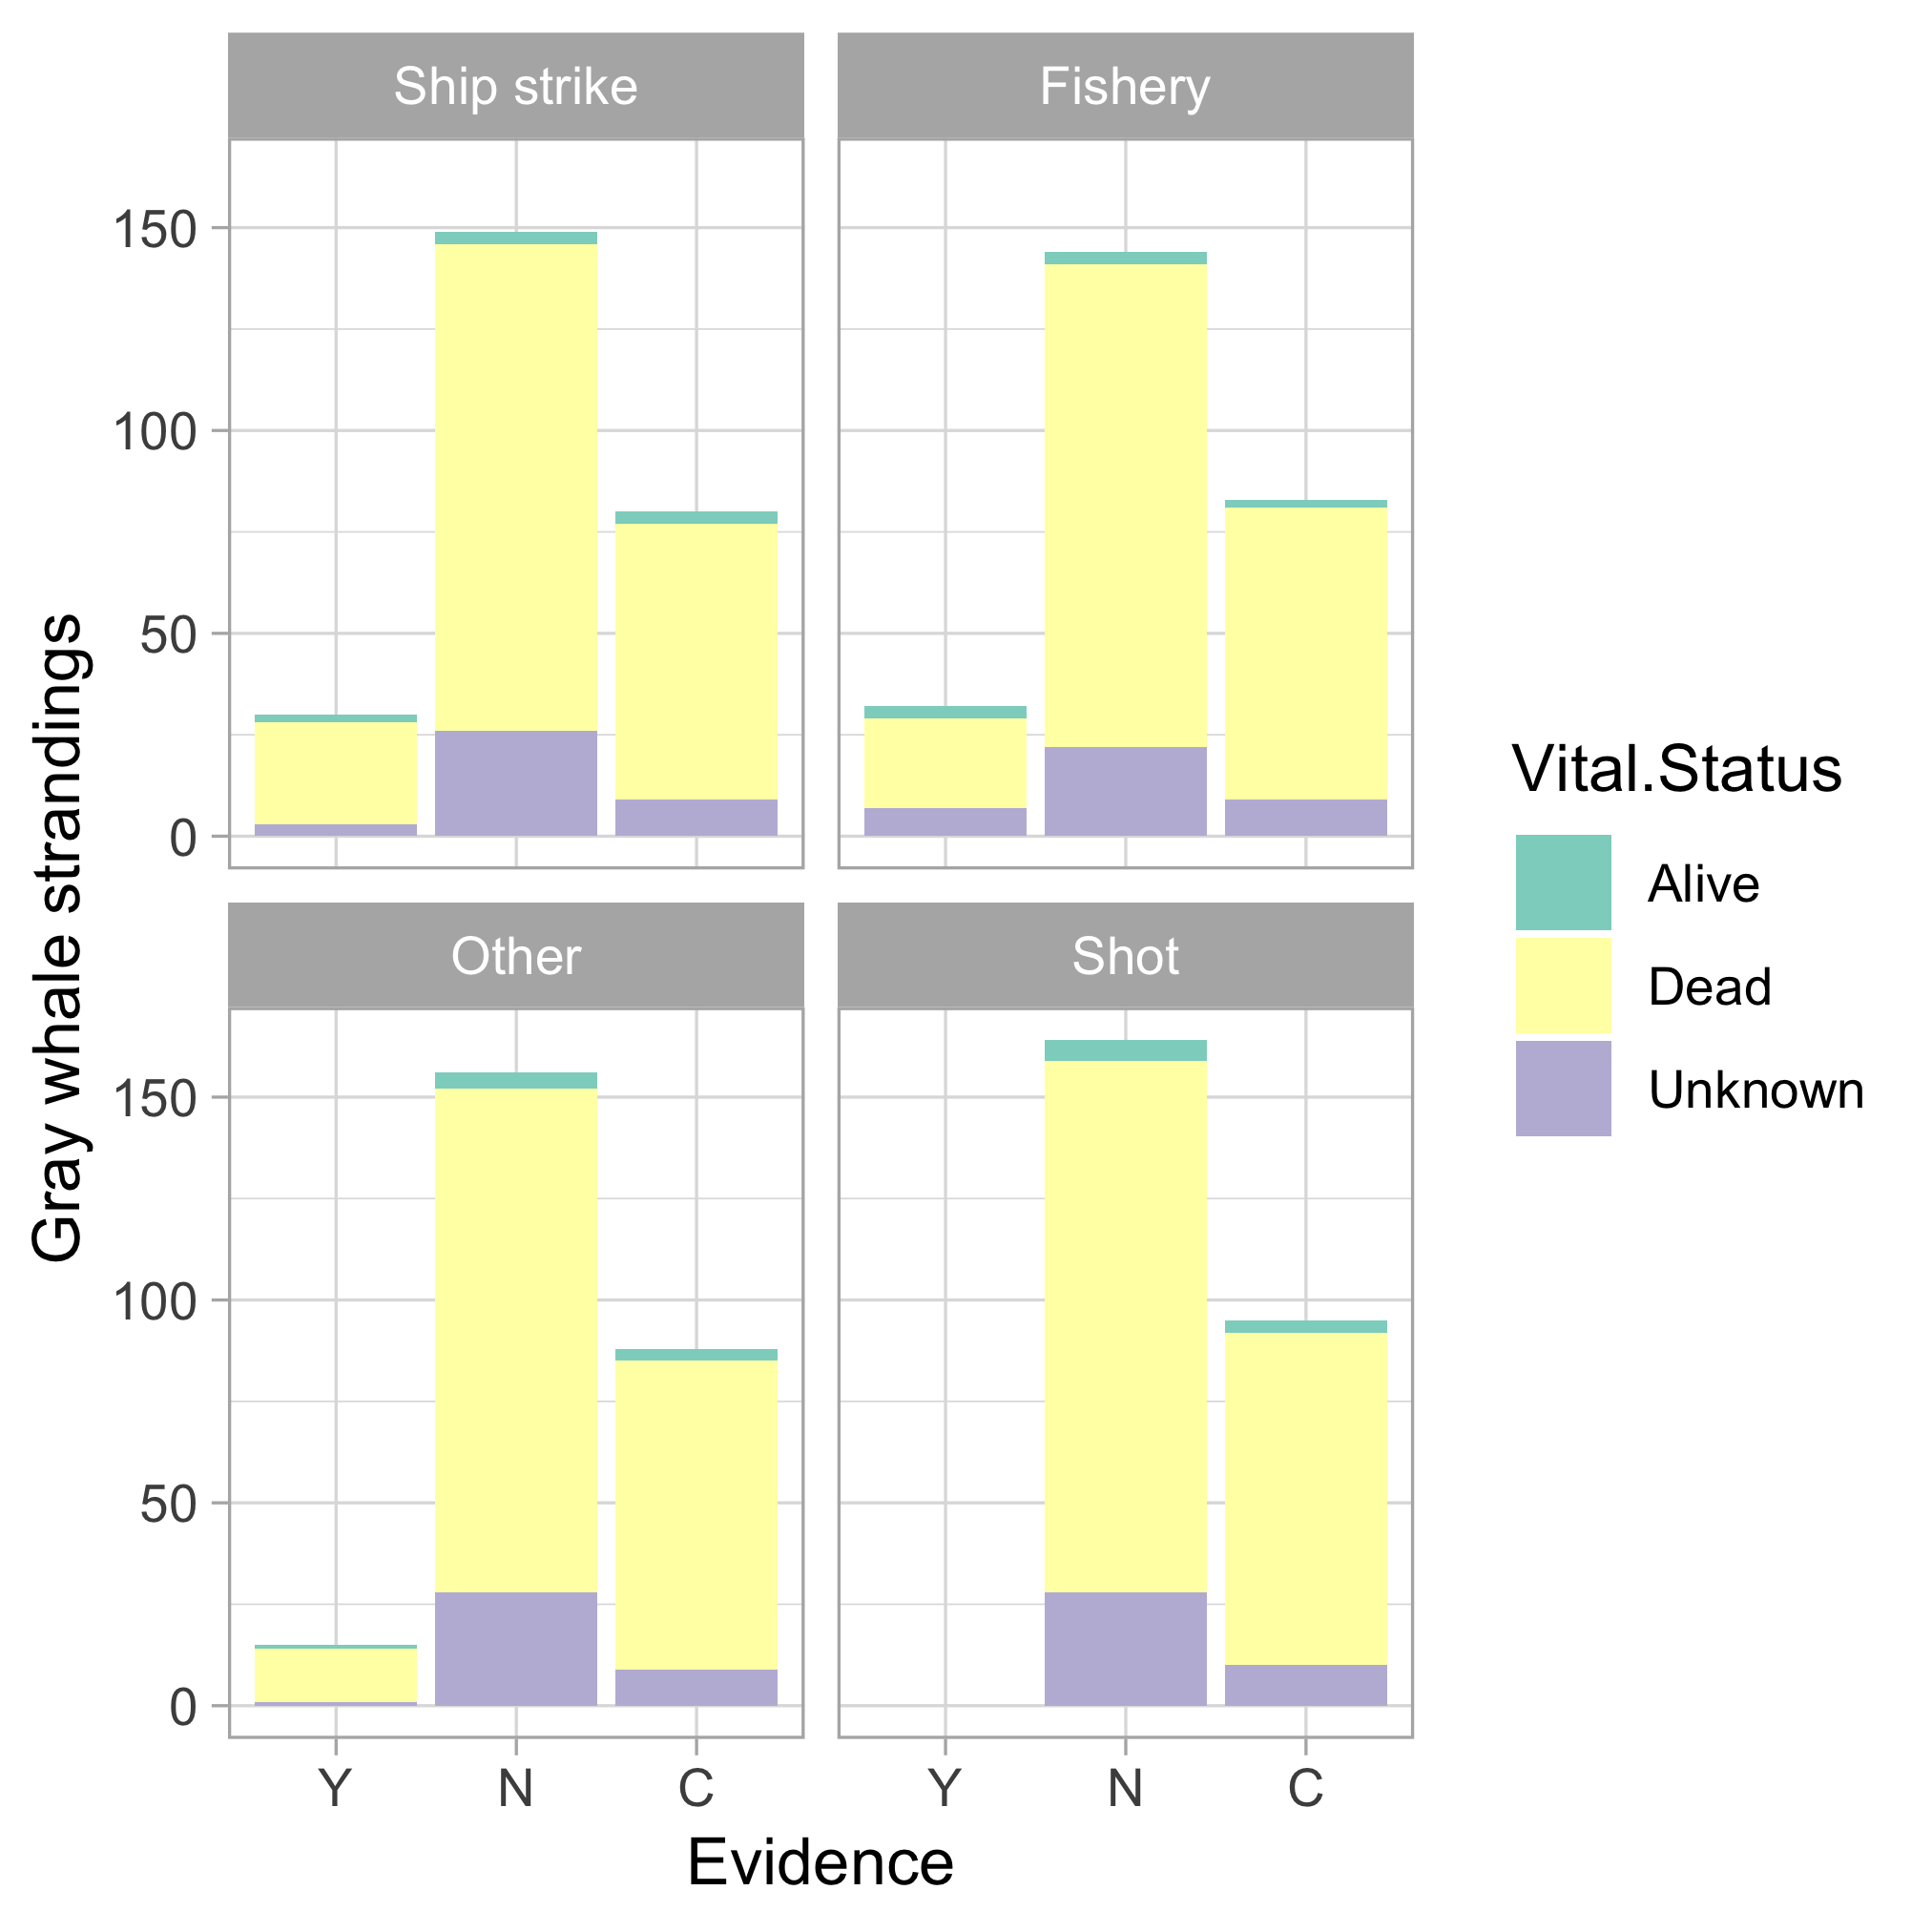 Ship strike
Fishery
150
100
50
0
Other
Shot
150
100
50
0
Y
N
C
Y
N
C
Evidence
Gray whale strandings
Vital.Status
Alive
Dead
Unknown